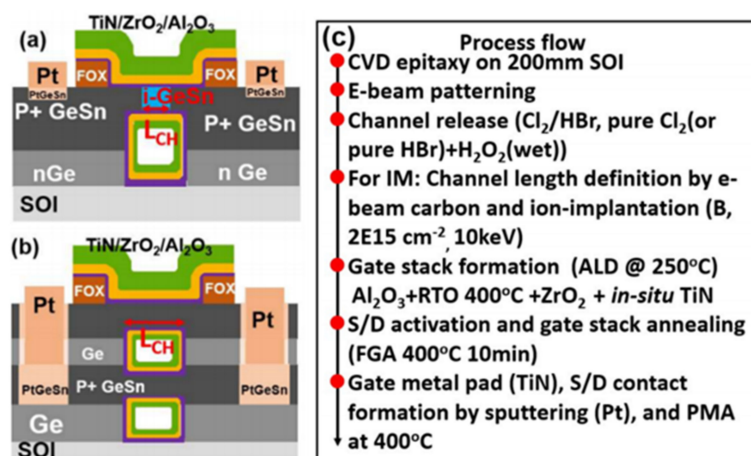 (a)
TiN/ZrO₂/Al₂O₃
Pt
FOX
FOX
Pt
PtGeSn
i-GeSn
PtGeSn
P+ GeSn
P+ GeSn
L_CH
nGe
n Ge
SOI
(b)
TiN/ZrO₂/Al₂O₃
FOX
FOX
Pt
Pt
L_CH
Ge
PtGeSn
P+ GeSn
PtGeSn
Ge
SOI
(c)
Process flow
CVD epitaxy on 200mm SOI
E-beam patterning
Channel release (Cl₂/HBr, pure Cl₂(or
pure HBr)+H₂O₂(wet))
For IM: Channel length definition by e-
beam carbon and ion-implantation (B,
2E15 cm⁻², 10keV)
Gate stack formation (ALD @ 250°C)
Al₂O₃+RTO 400°C +ZrO₂ + in-situ TiN
S/D activation and gate stack annealing
(FGA 400°C 10min)
Gate metal pad (TiN), S/D contact
formation by sputtering (Pt), and PMA
at 400°C